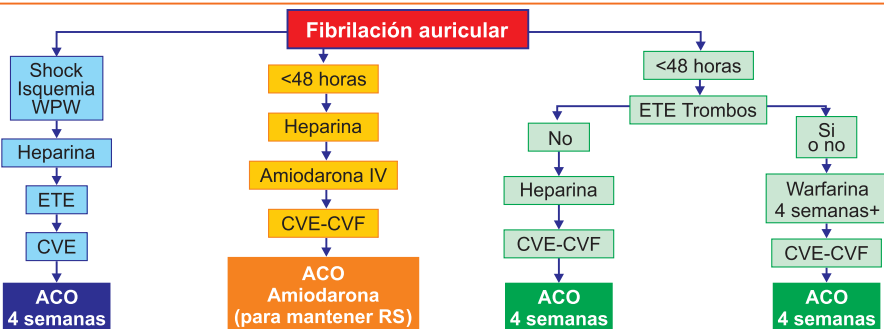 Fibrilación auricular
Shock
Isquemia
WPW
Heparina
ETE
CVE
ACO
4 semanas
<48 horas
Heparina
Amiodarona IV
CVE-CVF
ACO
Amiodarona
(para mantener RS)
<48 horas
ETE Trombos
No
Heparina
CVE-CVF
ACO
4 semanas
Si
o no
Warfarina
4 semanas+
CVE-CVF
ACO
4 semanas